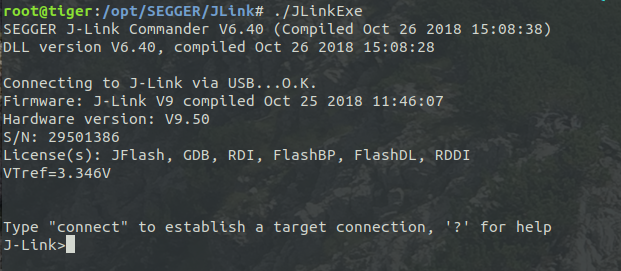 root@tiger:/opt/SEGGER/JLink# ./JLinkExe
SEGGER J-Link Commander V6.40 (Compiled Oct 26 2018 15:08:38)
DLL version V6.40, compiled Oct 26 2018 15:08:28
Connecting to J-Link via USB...O.K.
Firmware: J-Link V9 compiled Oct 25 2018 11:46:07
Hardware version: V9.50
S/N: 29501386
License(s): JFlash, GDB, RDI, FlashBP, FlashDL, RDDI
VTref=3.346V
Type "connect" to establish a target connection, '?' for help
J-Link>